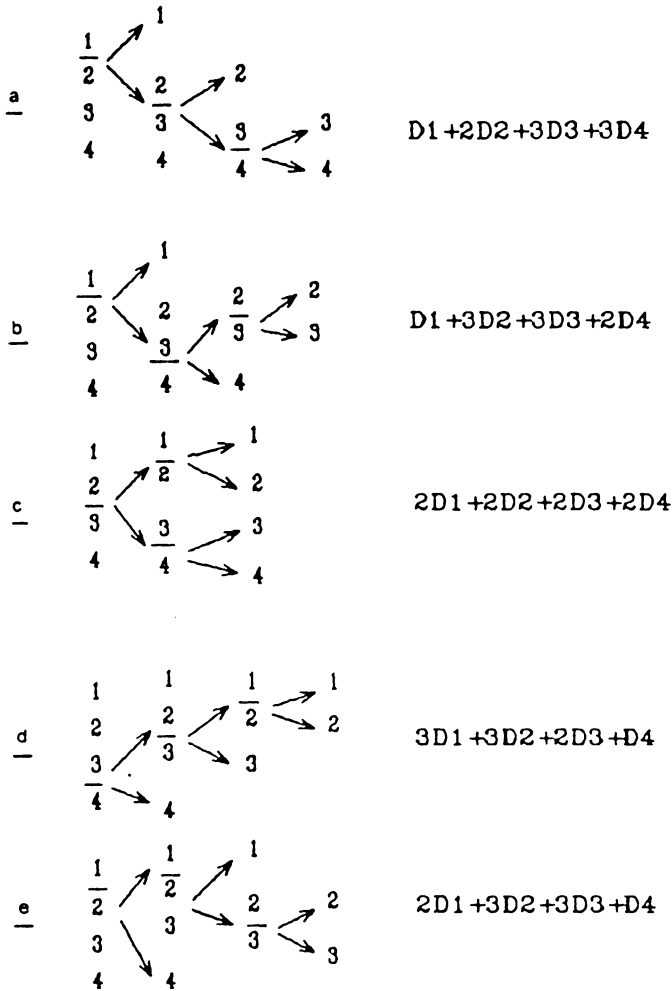 1
1
2 2 2
a 3 3 3 3 D1+2D2+3D3+3D4
4 4 4 4
1
1
2 2 2 2
b 3 3 3 3 D1+3D2+3D3+2D4
4 4 4
1 1 1
2 2 2
c 3 3 3 2D1+2D2+2D3+2D4
4 4 4
1 1 1 1
2 2 2 2
d 3 3 3 3D1+3D2+2D3+D4
4 4
1 1 1
2 2 2 2
e 3 3 3 3 2D1+3D2+3D3+D4
4 4